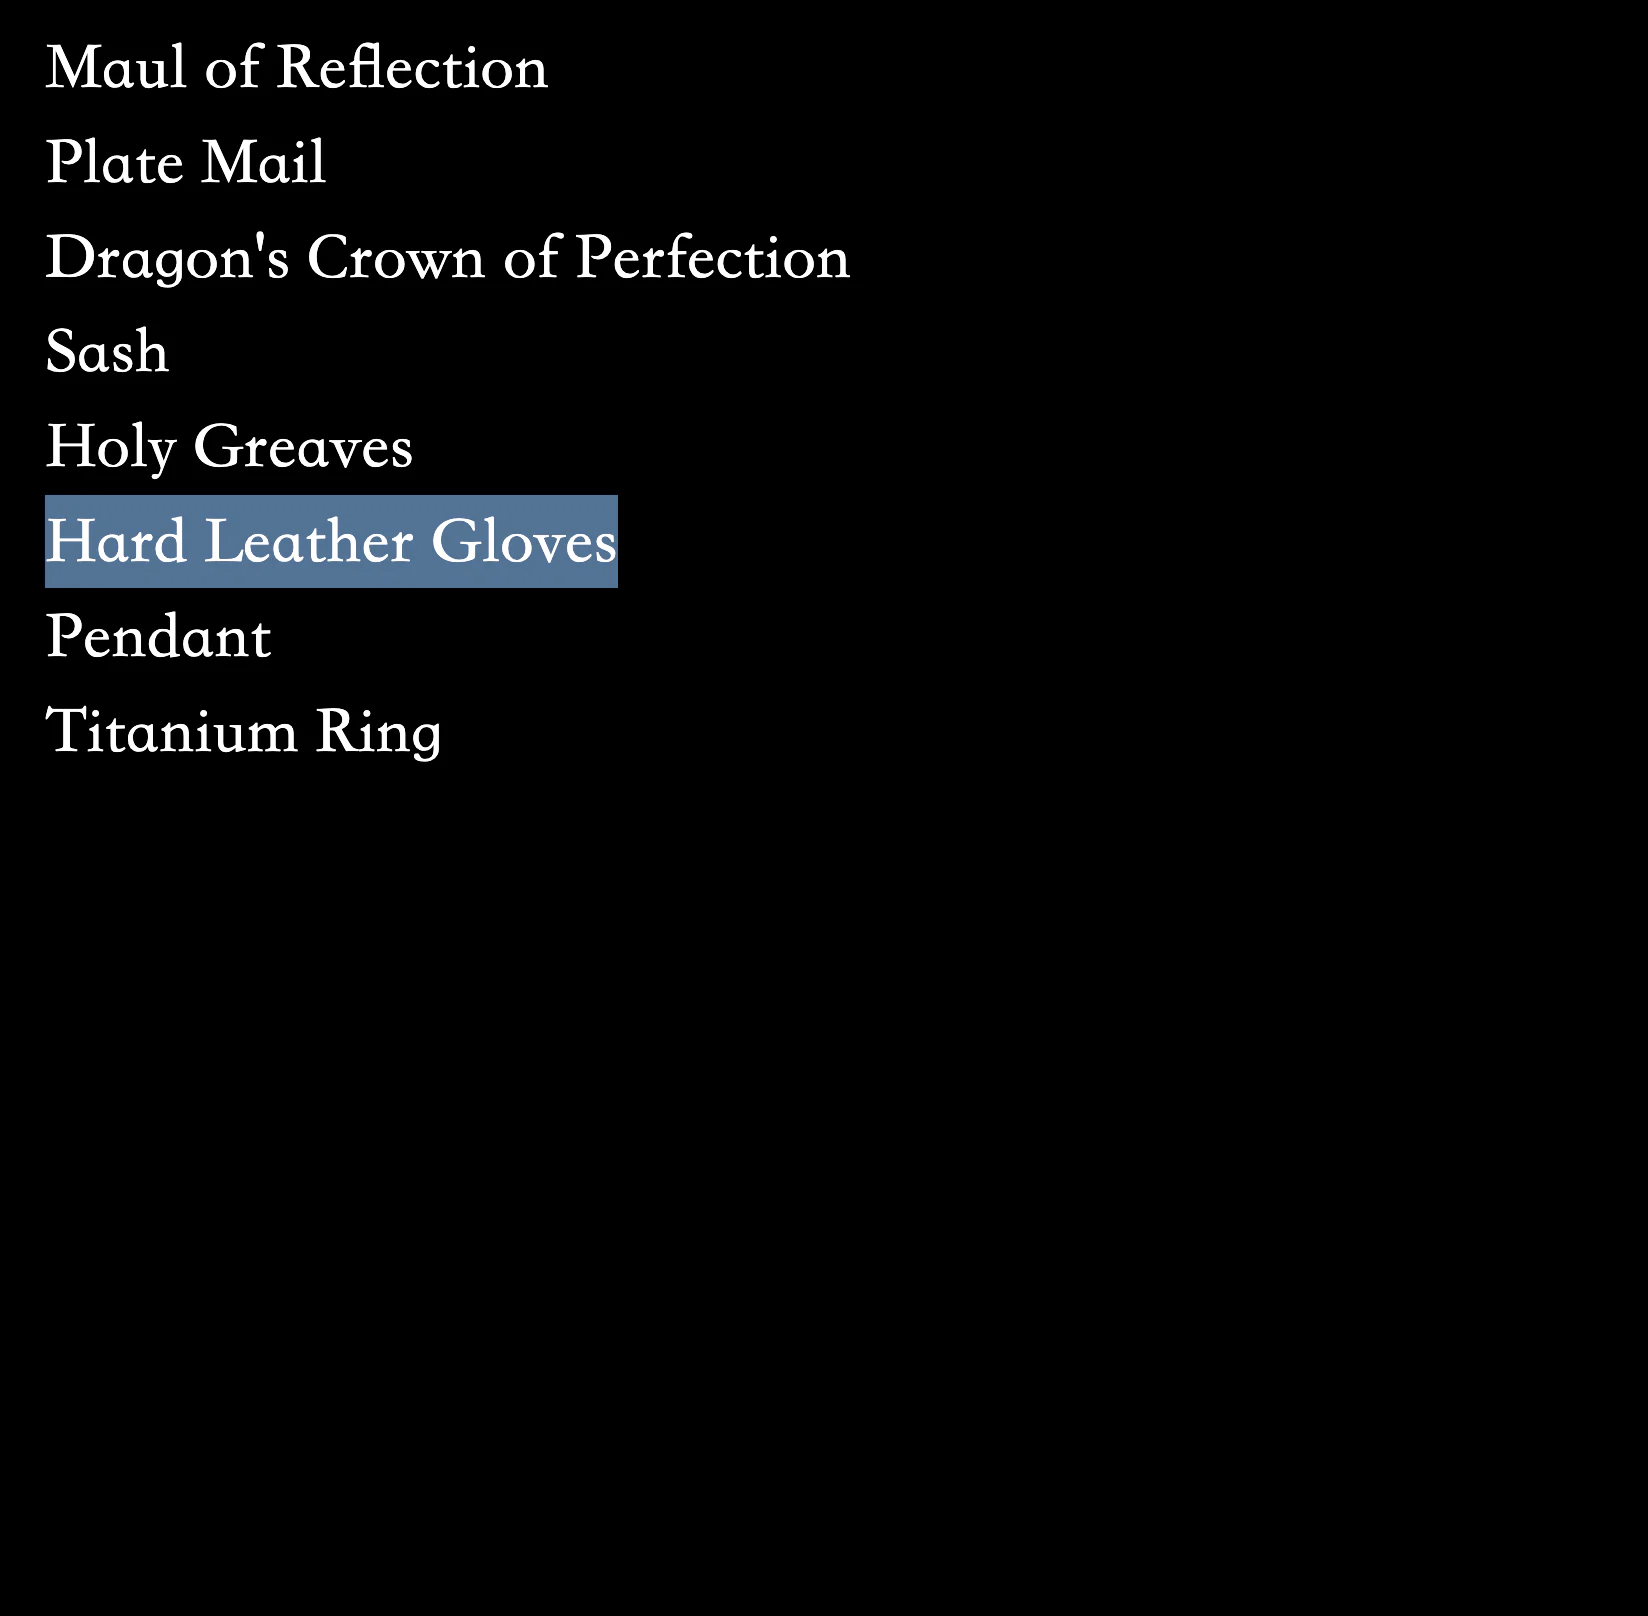 Maul of Reflection
Plate Mail
Dragon's Crown of Perfection
Sash
Holy Greaves
Hard Leather Gloves
Pendant
Titanium Ring